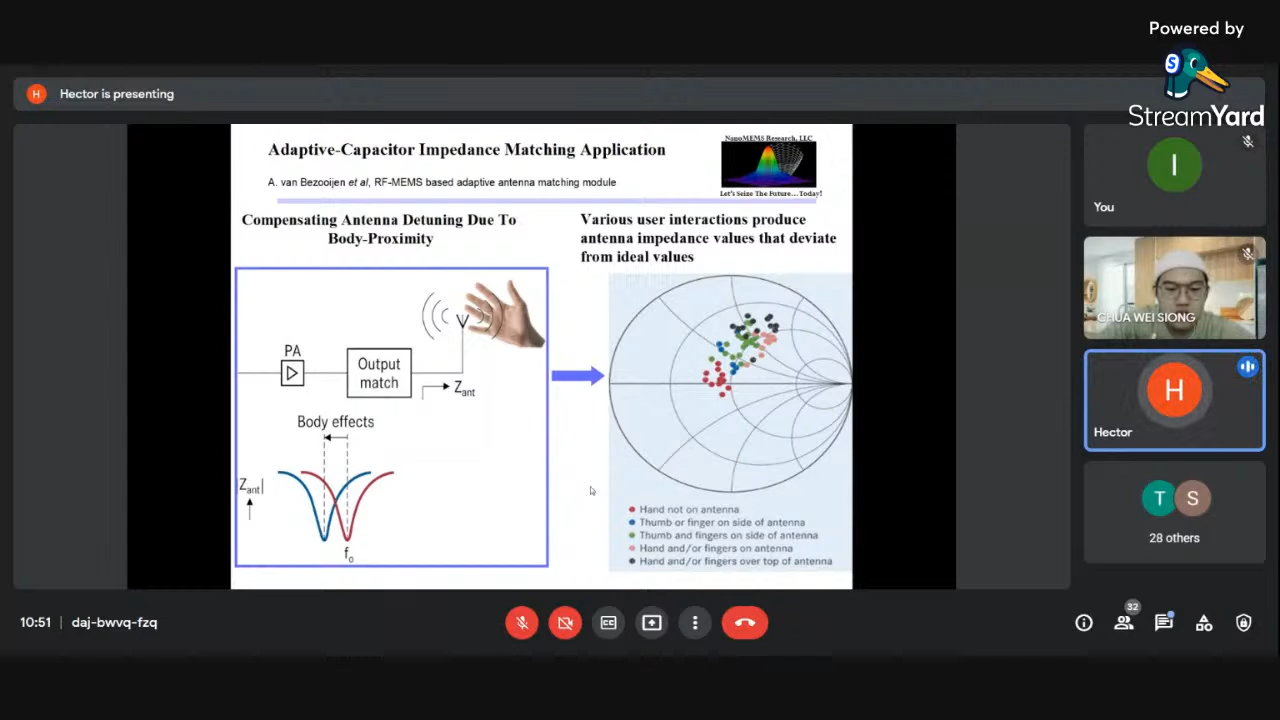 Powered by
StreamYard
H Hector is presenting
Adaptive-Capacitor Impedance Matching Application
NanoMEMS Research, LLC
Let's Seize The Future... Today!
A. van Bezooijen et al, RF-MEMS based adaptive antenna matching module
Compensating Antenna Detuning Due To
Body-Proximity
Various user interactions produce
antenna impedance values that deviate
from ideal values
PA
Output
match
Zant
Body effects
|Zant|
fo
Hand not on antenna
Thumb or finger on side of antenna
Thumb and fingers on side of antenna
Hand and/or fingers on antenna
Hand and/or fingers over top of antenna
I
You
CHUA WEI SIONG
H
Hector
T S
28 others
10:51 | daj-bwvq-fzq
CC
32